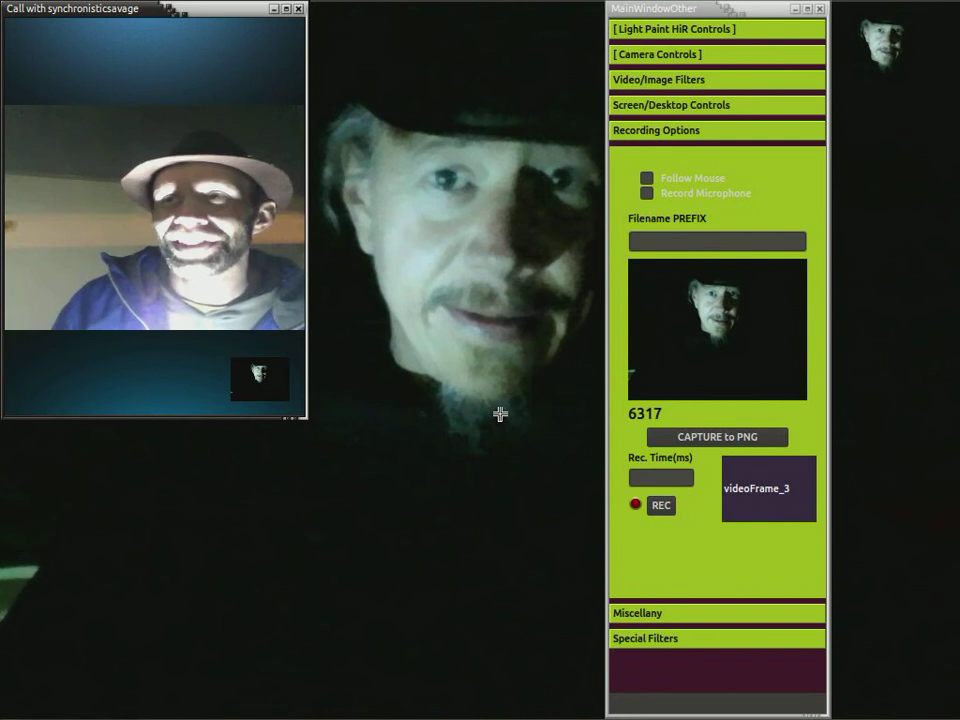 Call with synchronisticsavage
MainWindowOther
[ Light Paint HiR Controls ]
[ Camera Controls ]
Video/Image Filters
Screen/Desktop Controls
Recording Options
Follow Mouse
Record Microphone
Filename PREFIX
6317
CAPTURE to PNG
Rec. Time(ms)
videoFrame_3
REC
Miscellany
Special Filters